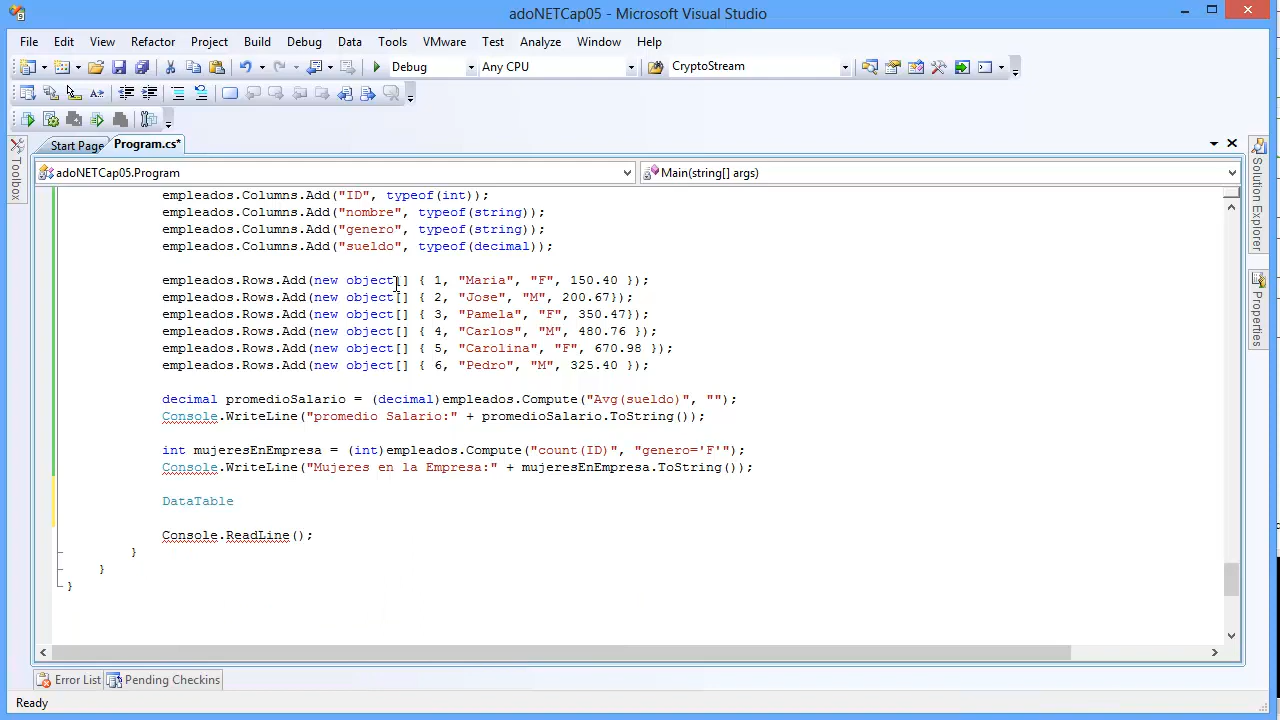 adoNETCap05 - Microsoft Visual Studio
File Edit View Refactor Project Build Debug Data Tools VMware Test Analyze Window Help
Debug Any CPU CryptoStream
Start Page Program.cs*
adoNETCap05.Program Main(string[] args)
Toolbox
Solution Explorer
Properties
empleados.Columns.Add("ID", typeof(int));
empleados.Columns.Add("nombre", typeof(string));
empleados.Columns.Add("genero", typeof(string));
empleados.Columns.Add("sueldo", typeof(decimal));
empleados.Rows.Add(new object[] { 1, "Maria", "F", 150.40 });
empleados.Rows.Add(new object[] { 2, "Jose", "M", 200.67});
empleados.Rows.Add(new object[] { 3, "Pamela", "F", 350.47});
empleados.Rows.Add(new object[] { 4, "Carlos", "M", 480.76 });
empleados.Rows.Add(new object[] { 5, "Carolina", "F", 670.98 });
empleados.Rows.Add(new object[] { 6, "Pedro", "M", 325.40 });
decimal promedioSalario = (decimal)empleados.Compute("Avg(sueldo)", "");
Console.WriteLine("promedio Salario:" + promedioSalario.ToString());
int mujeresEnEmpresa = (int)empleados.Compute("count(ID)", "genero='F'");
Console.WriteLine("Mujeres en la Empresa:" + mujeresEnEmpresa.ToString());
DataTable
Console.ReadLine();
}
}
}
Error List Pending Checkins
Ready